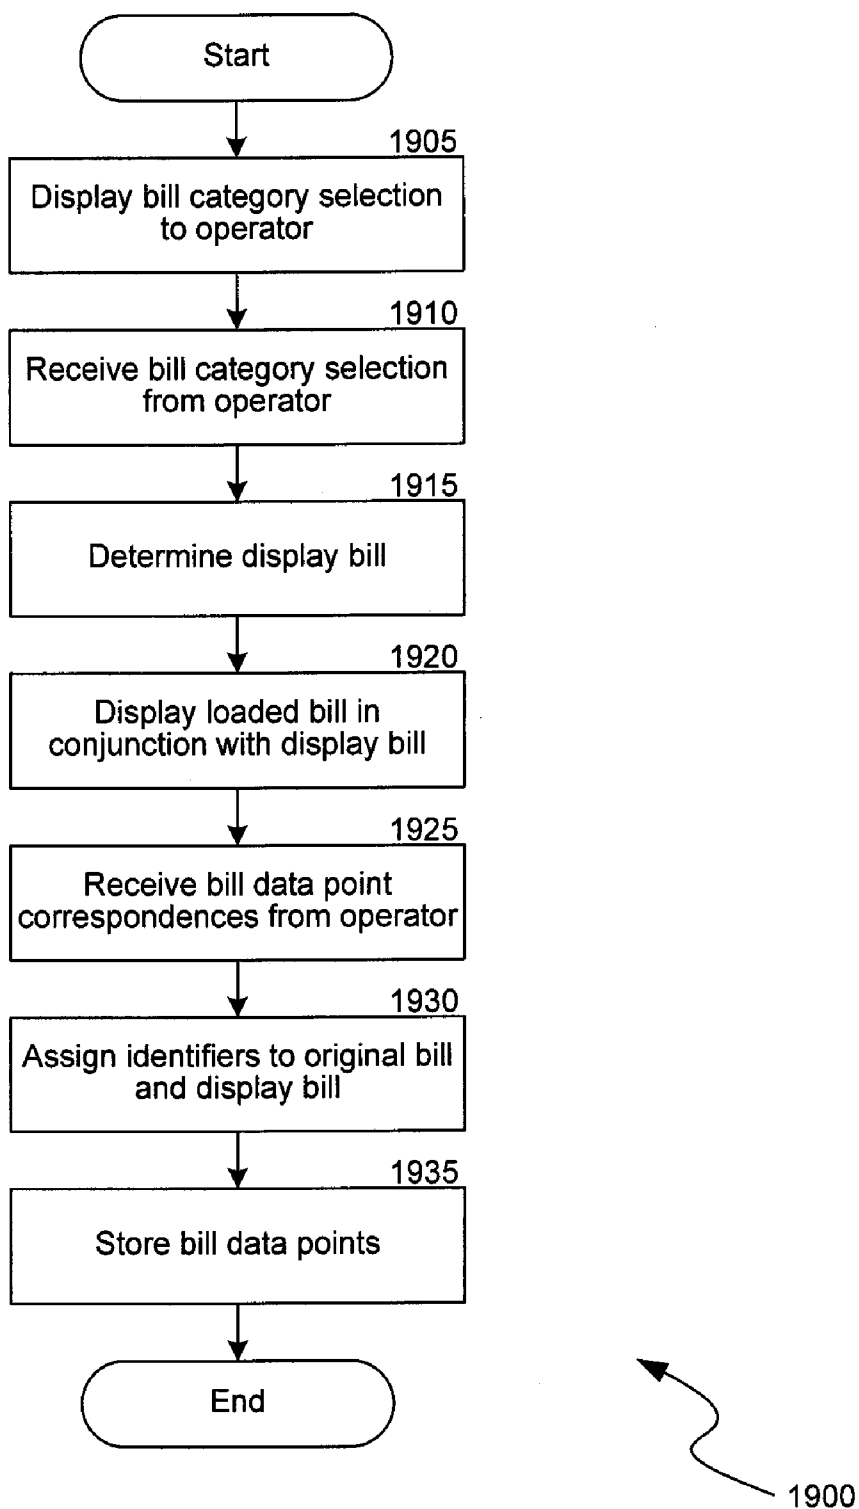 Start
1905
Display bill category selection
to operator
1910
Receive bill category selection
from operator
1915
Determine display bill
1920
Display loaded bill in
conjunction with display bill
1925
Receive bill data point
correspondences from operator
1930
Assign identifiers to original bill
and display bill
1935
Store bill data points
End
1900